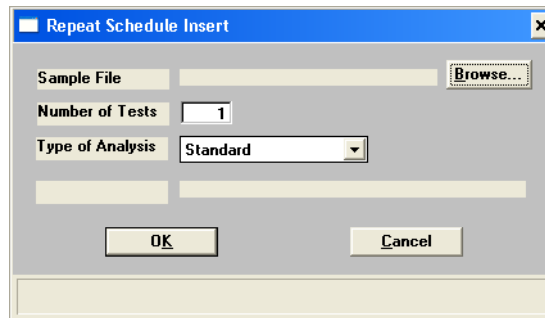 Repeat Schedule Insert
Sample File Browse...
Number of Tests 1
Type of Analysis Standard
OK Cancel